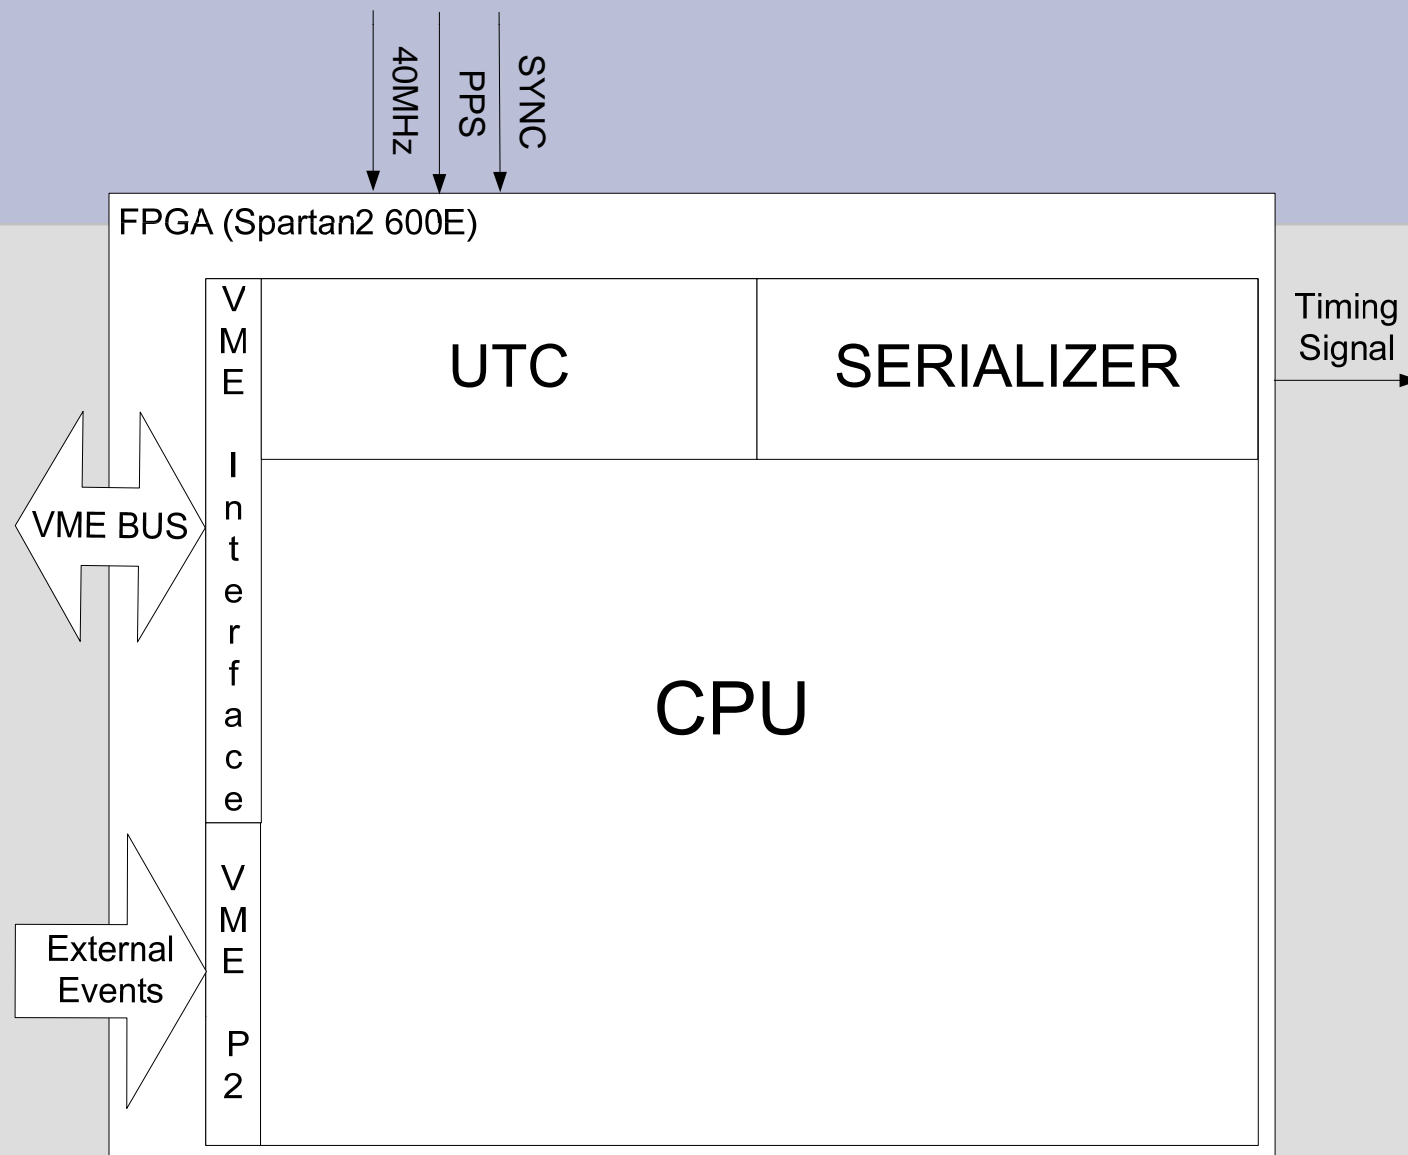 40MHz
PPS
SYNC
FPGA (Spartan2 600E)
VME Interface
UTC
SERIALIZER
Timing
Signal
VME BUS
CPU
External
Events
VME P2